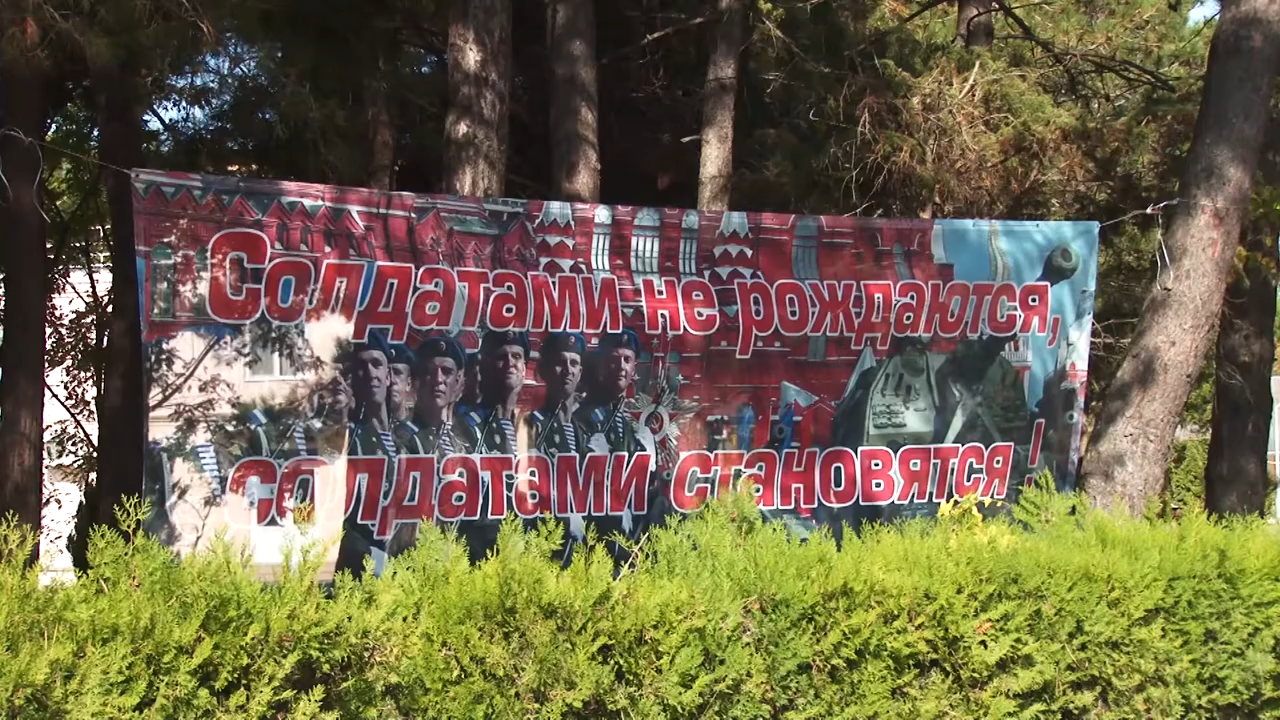 Солдатами не рождаются,
солдатами становятся!